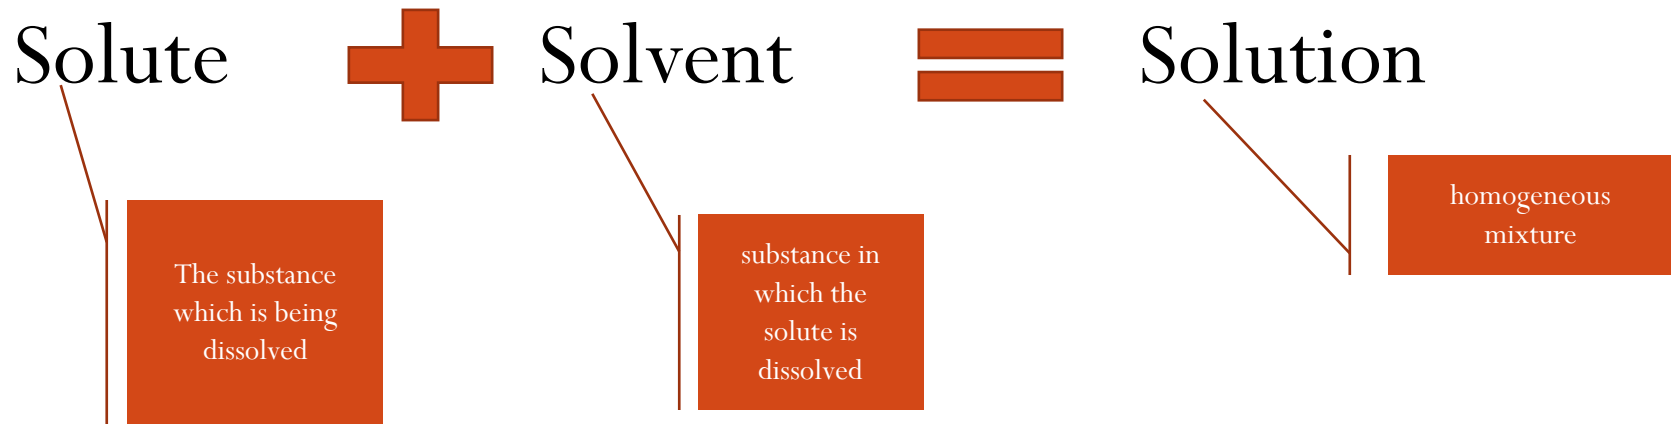 Solute
Solvent
Solution
The substance
which is being
dissolved
substance in
which the
solute is
dissolved
homogeneous
mixture